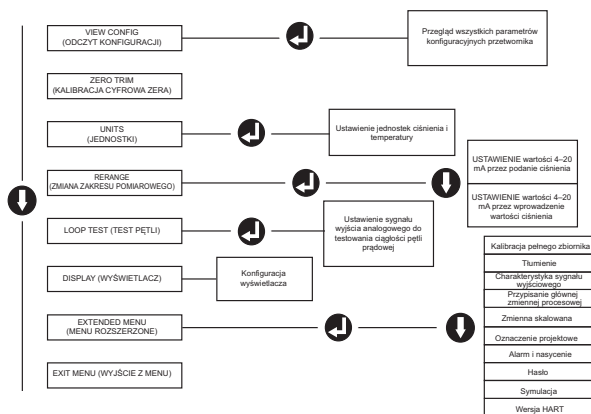 VIEW CONFIG
(ODCZYT KONFIGURACJI)
Przegląd wszystkich parametrów
konfiguracyjnych przetwornika
ZERO TRIM
(KALIBRACJA CYFROWA ZERA)
UNITS
(JEDNOSTKI)
Ustawienie jednostek ciśnienia i
temperatury
RERANGE
(ZMIANA ZAKRESU POMIAROWEGO)
USTAWIENIE wartości 4–20
mA przez podanie ciśnienia
USTAWIENIE wartości 4–20
mA przez wprowadzenie
wartości ciśnienia
LOOP TEST (TEST PĘTLI)
Ustawienie sygnału
wyjścia analogowego do
testowania ciągłości pętli
prądowej
DISPLAY (WYŚWIETLACZ)
Konfiguracja
wyświetlacza
EXTENDED MENU
(MENU ROZSZERZONE)
Kalibracja pełnego zbiornika
Tłumienie
Charakterystyka sygnału
wyjściowego
Przypisanie głównej
zmiennej procesowej
Zmienna skalowana
Oznaczenie projektowe
Alarm i nasycenie
Hasło
Symulacja
Wersja HART
EXIT MENU (WYJŚCIE Z MENU)